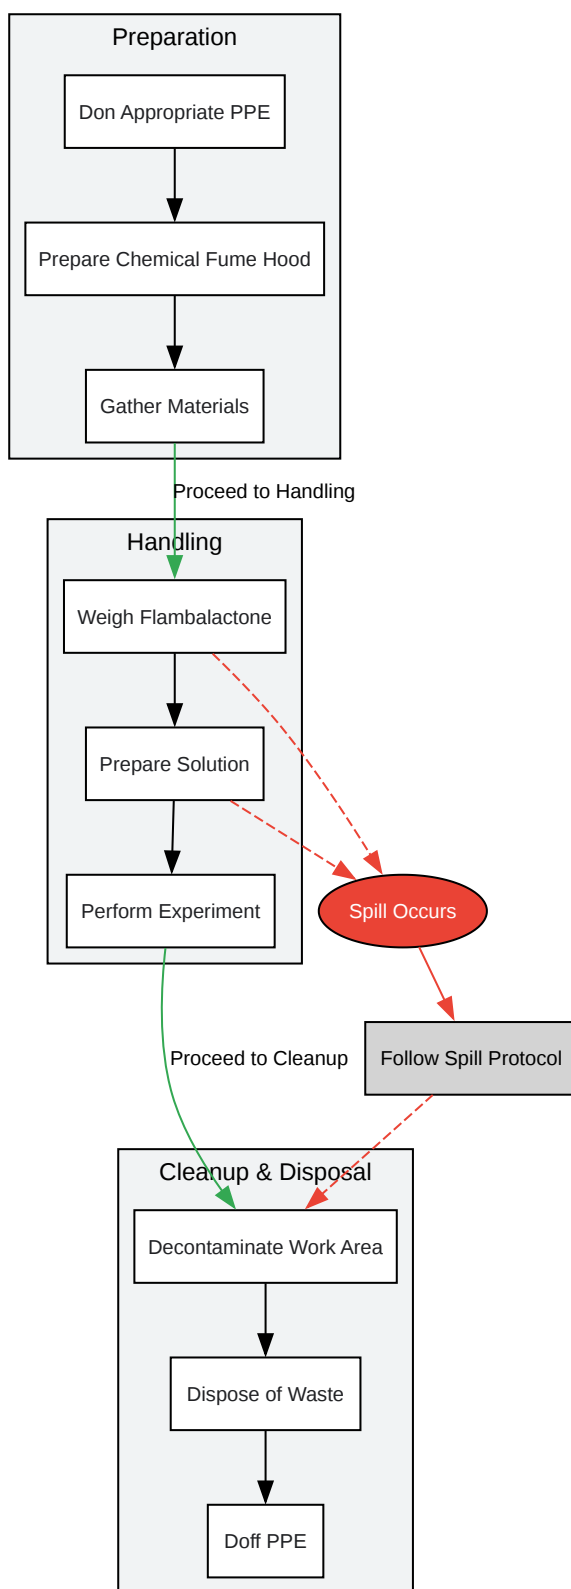 Preparation
Don Appropriate PPE
Prepare Chemical Fume Hood
Gather Materials
Proceed to Handling
Handling
Weigh Flambalactone
Prepare Solution
Perform Experiment
Spill Occurs
Proceed to Cleanup
Follow Spill Protocol
Cleanup & Disposal
Decontaminate Work Area
Dispose of Waste
Doff PPE